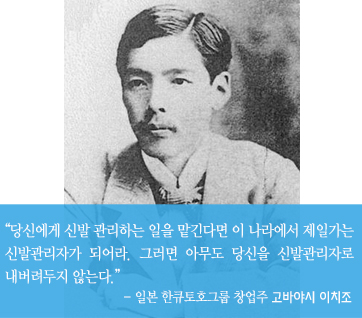 “당신에게 신발 관리하는 일을 맡긴다면 이 나라에서 제일가는
신발관리자가 되어라. 그러면 아무도 당신을 신발관리자로
내버려두지 않는다.”
– 일본 한큐토호그룹 창업주 고바야시 이치조